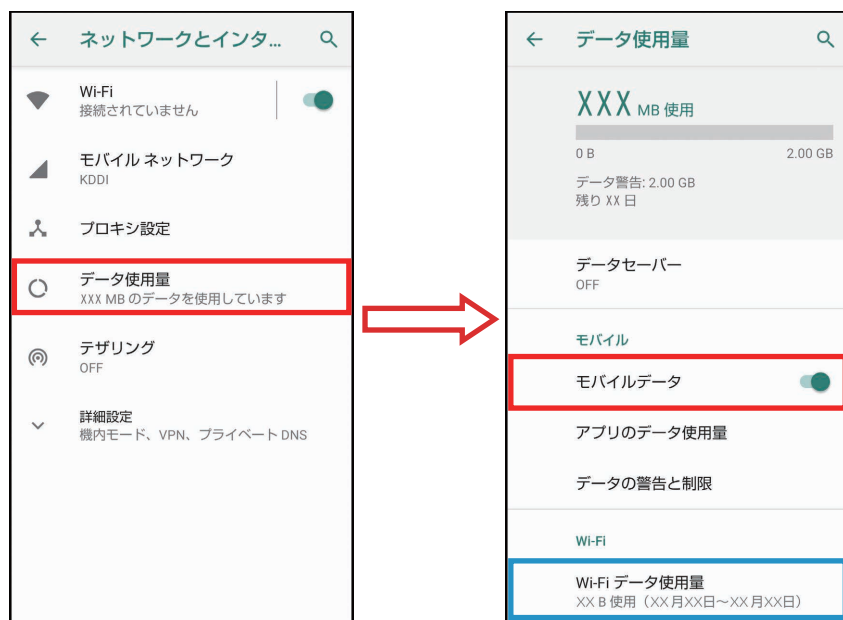 ネットワークとインタ...
Wi-Fi
接続されていません
モバイル ネットワーク
KDDI
プロキシ設定
データ使用量
XXX MB のデータを使用しています
テザリング
OFF
詳細設定
機内モード、VPN、プライベート DNS
データ使用量
XXX MB 使用
0 B 2.00 GB
データ警告: 2.00 GB
残り XX 日
データセーバー
OFF
モバイル
モバイルデータ
アプリのデータ使用量
データの警告と制限
Wi-Fi
Wi-Fi データ使用量
XX B 使用（XX 月XX日～XX 月XX日）